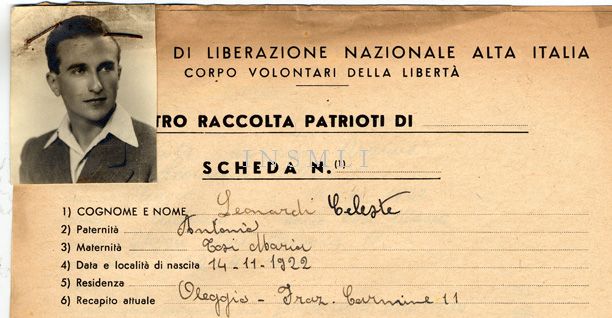 DI LIBERAZIONE NAZIONALE ALTA ITALIA
CORPO VOLONTARI DELLA LIBERTÀ
TRO RACCOLTA PATRIOTI DI
INSMLI
SCHEDA N. (1)
1) COGNOME E NOME Leonardi Celeste
2) Paternità Antonio
3) Maternità Tosi Maria
4) Data e località di nascita 14-11-1922
5) Residenza
6) Recapito attuale Oleggio - Fraz. Carmine 11